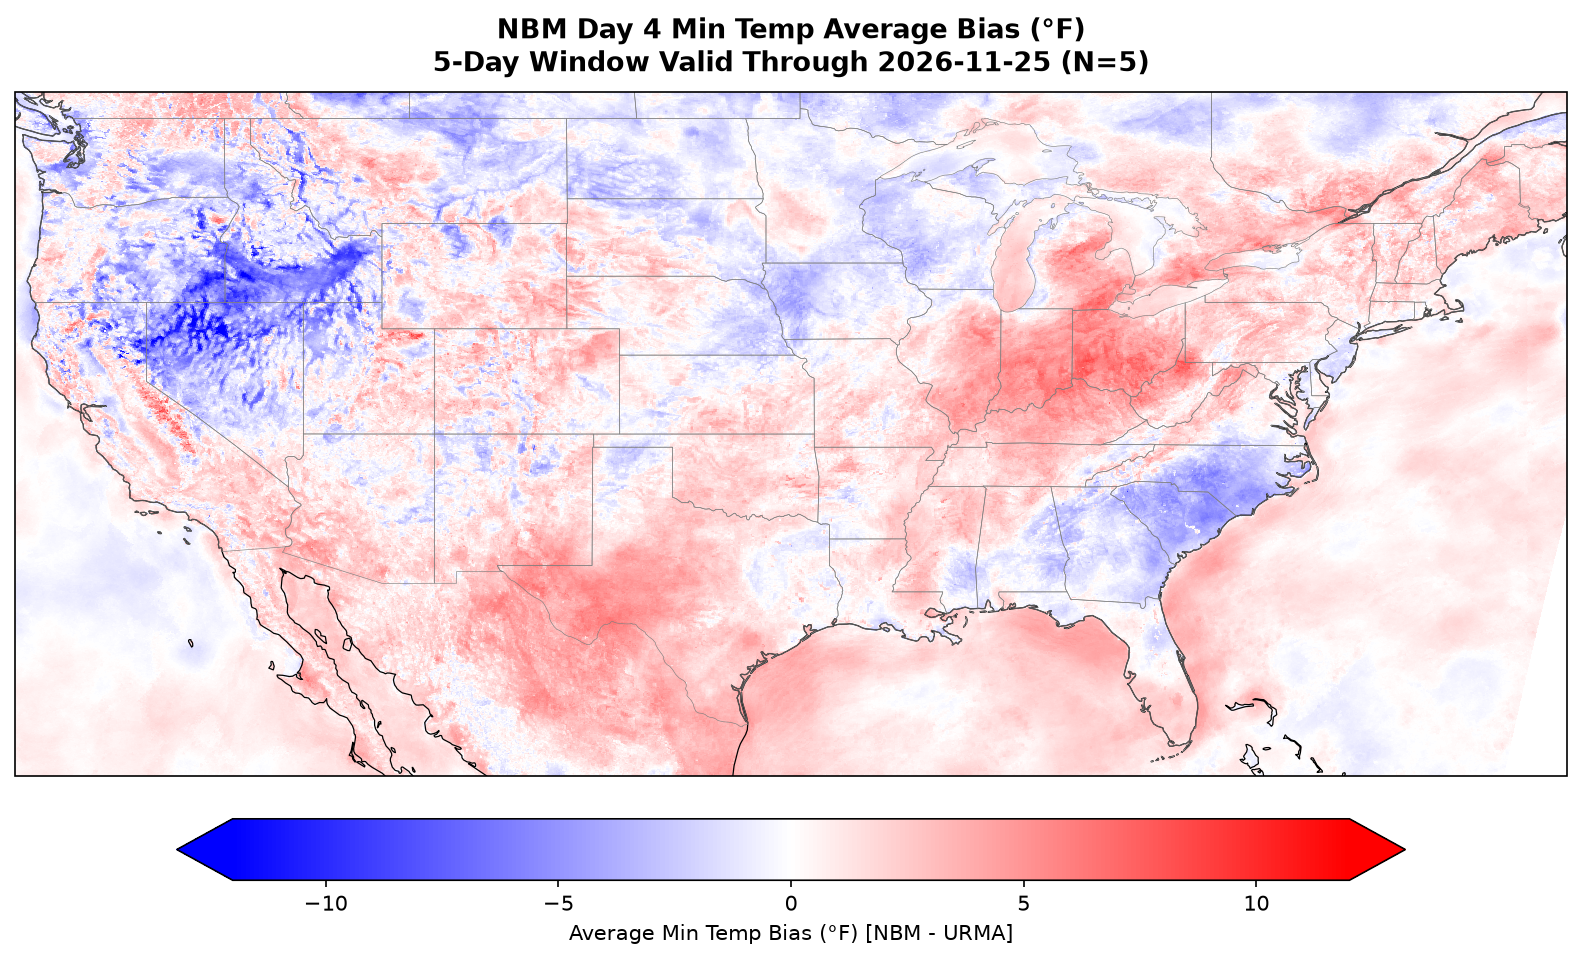 NBM Day 4 Min Temp Average Bias (°F)
5-Day Window Valid Through 2026-11-25 (N=5)
−10 −5 0 5 10
Average Min Temp Bias (°F) [NBM - URMA]